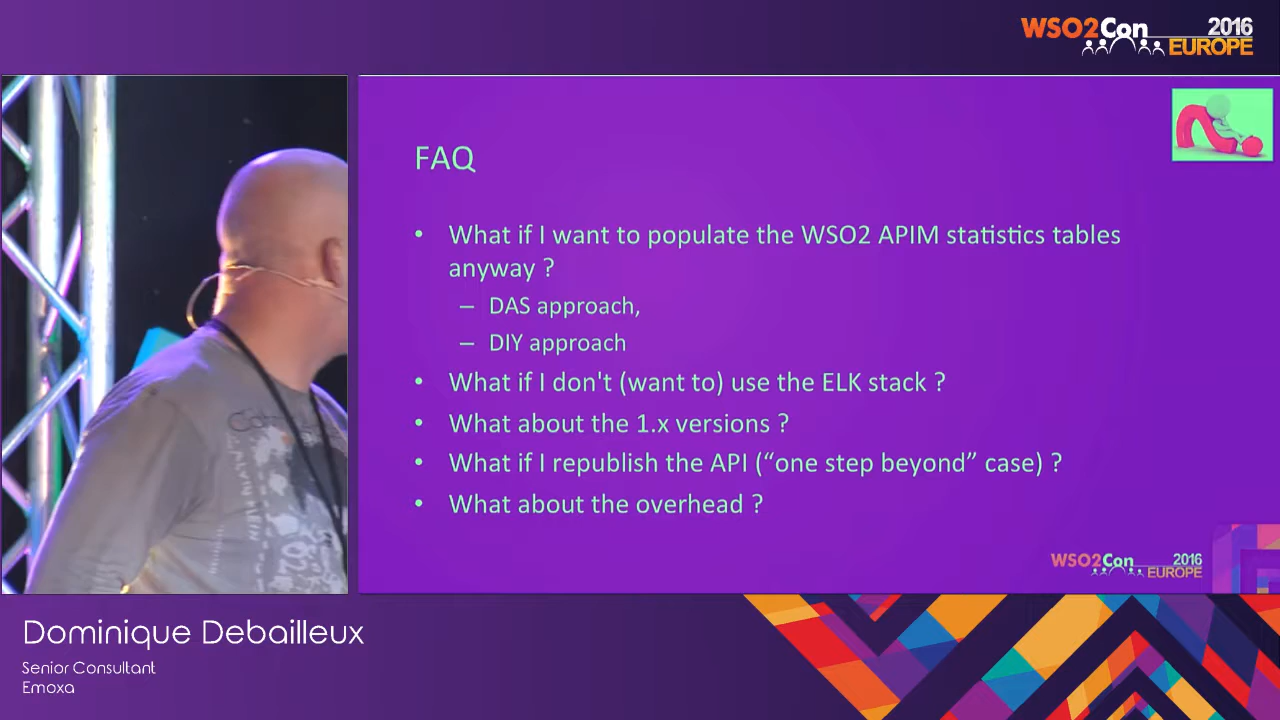 WSO2Con 2016
EUROPE
FAQ
• What if I want to populate the WSO2 APIM statistics tables
anyway ?
– DAS approach,
– DIY approach
• What if I don't (want to) use the ELK stack ?
• What about the 1.x versions ?
• What if I republish the API (“one step beyond” case) ?
• What about the overhead ?
WSO2Con 2016
EUROPE
Dominique Debailleux
Senior Consultant
Emoxa